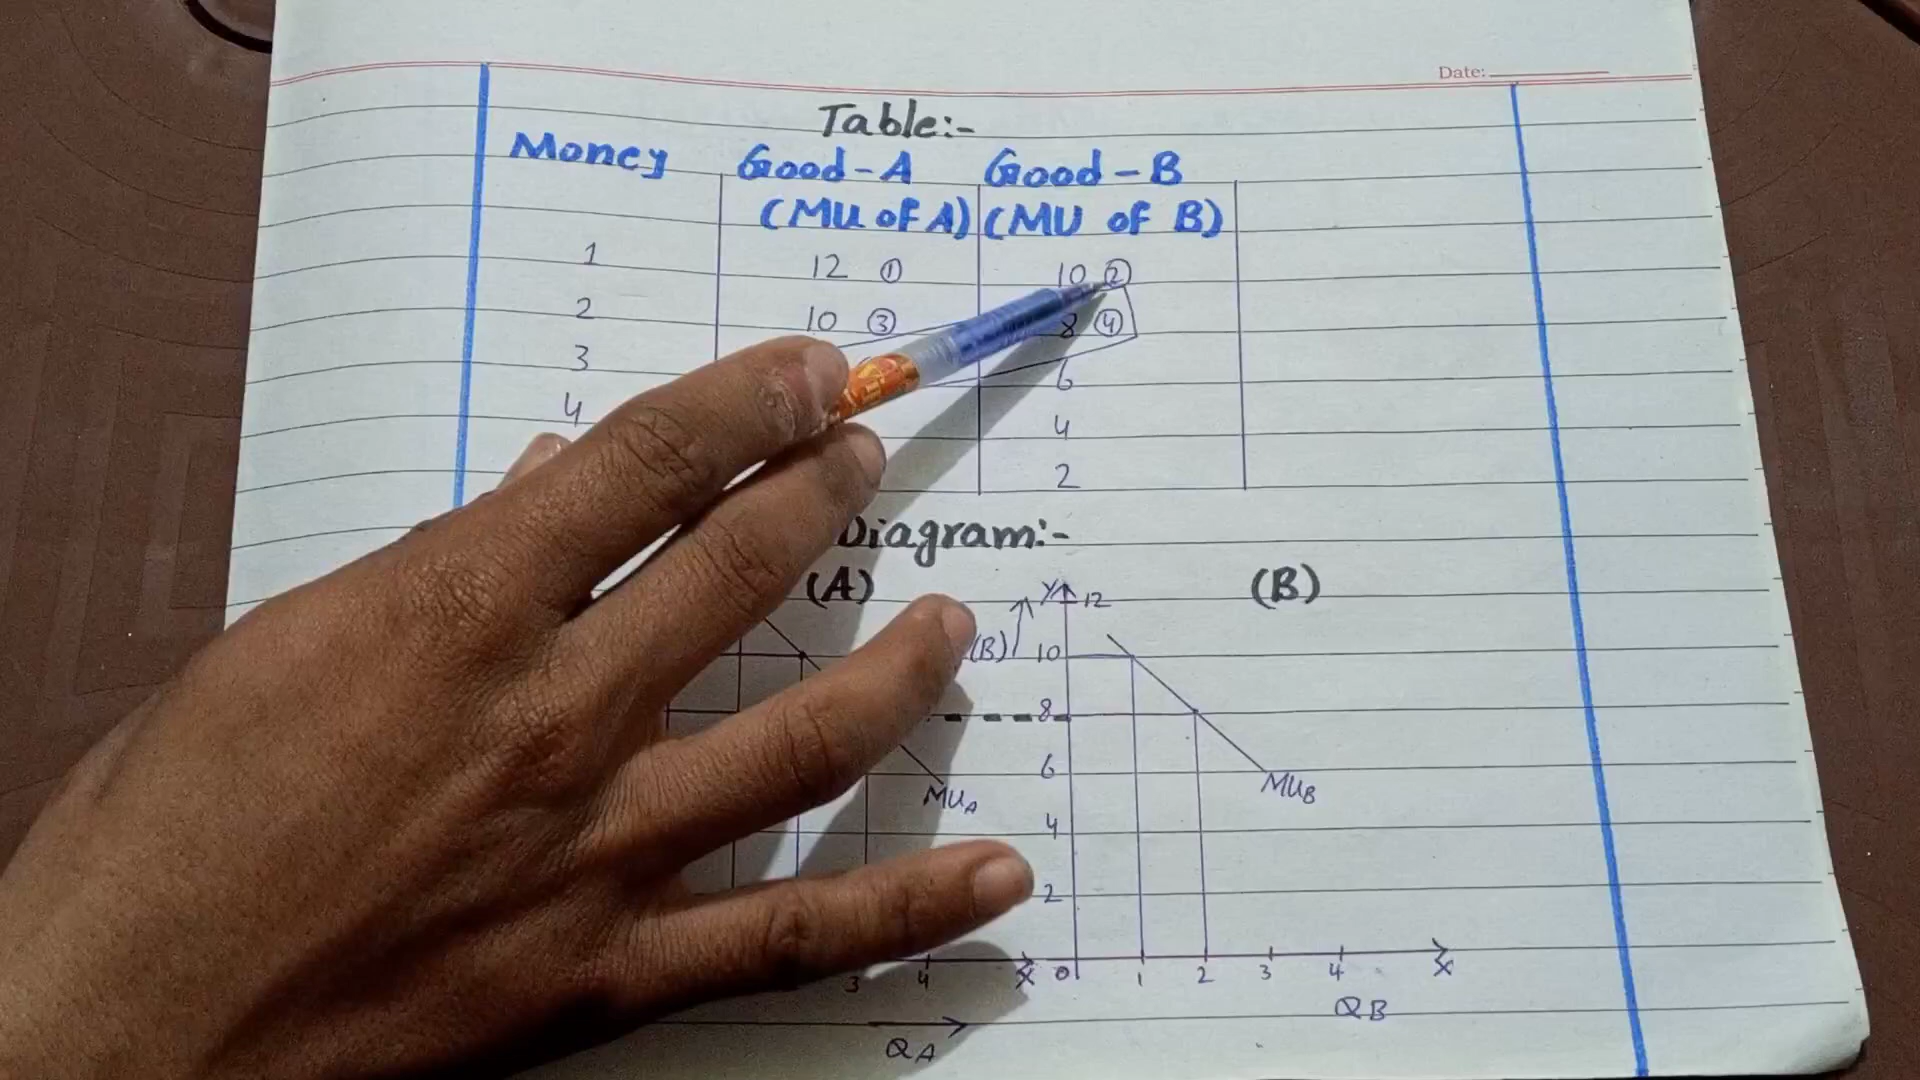 Date:
Table:-
Money Good-A Good-B
(MU of A) (MU of B)
1 12 ① 10 ②
2 10 ③ 8 ④
3 6
4 4
2
Diagram:-
(A) (B)
Y 12
(B) 10
8
6
MUA MUB
4
2
3 4 X 0 1 2 3 4 X
QB
QA